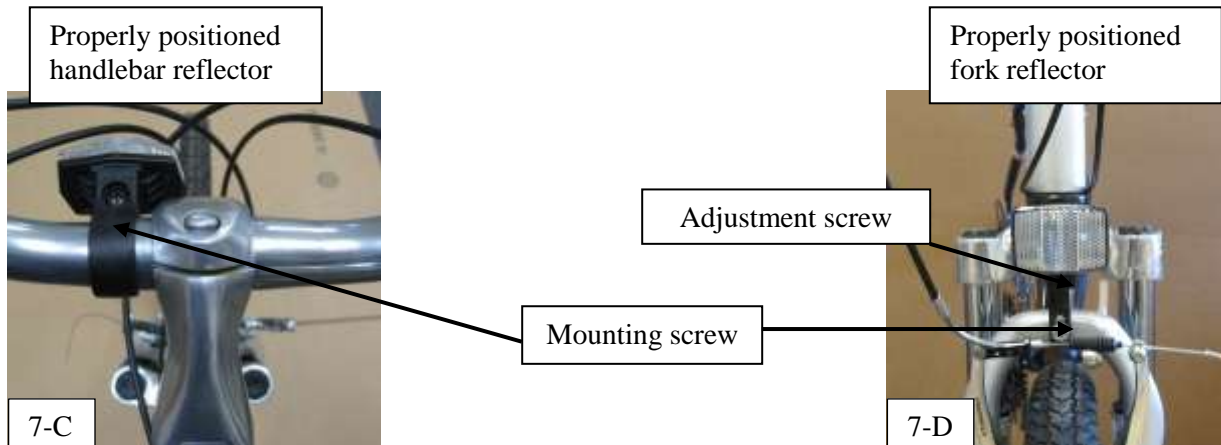 Properly positioned
handlebar reflector
Properly positioned
fork reflector
Adjustment screw
Mounting screw
7-C
7-D